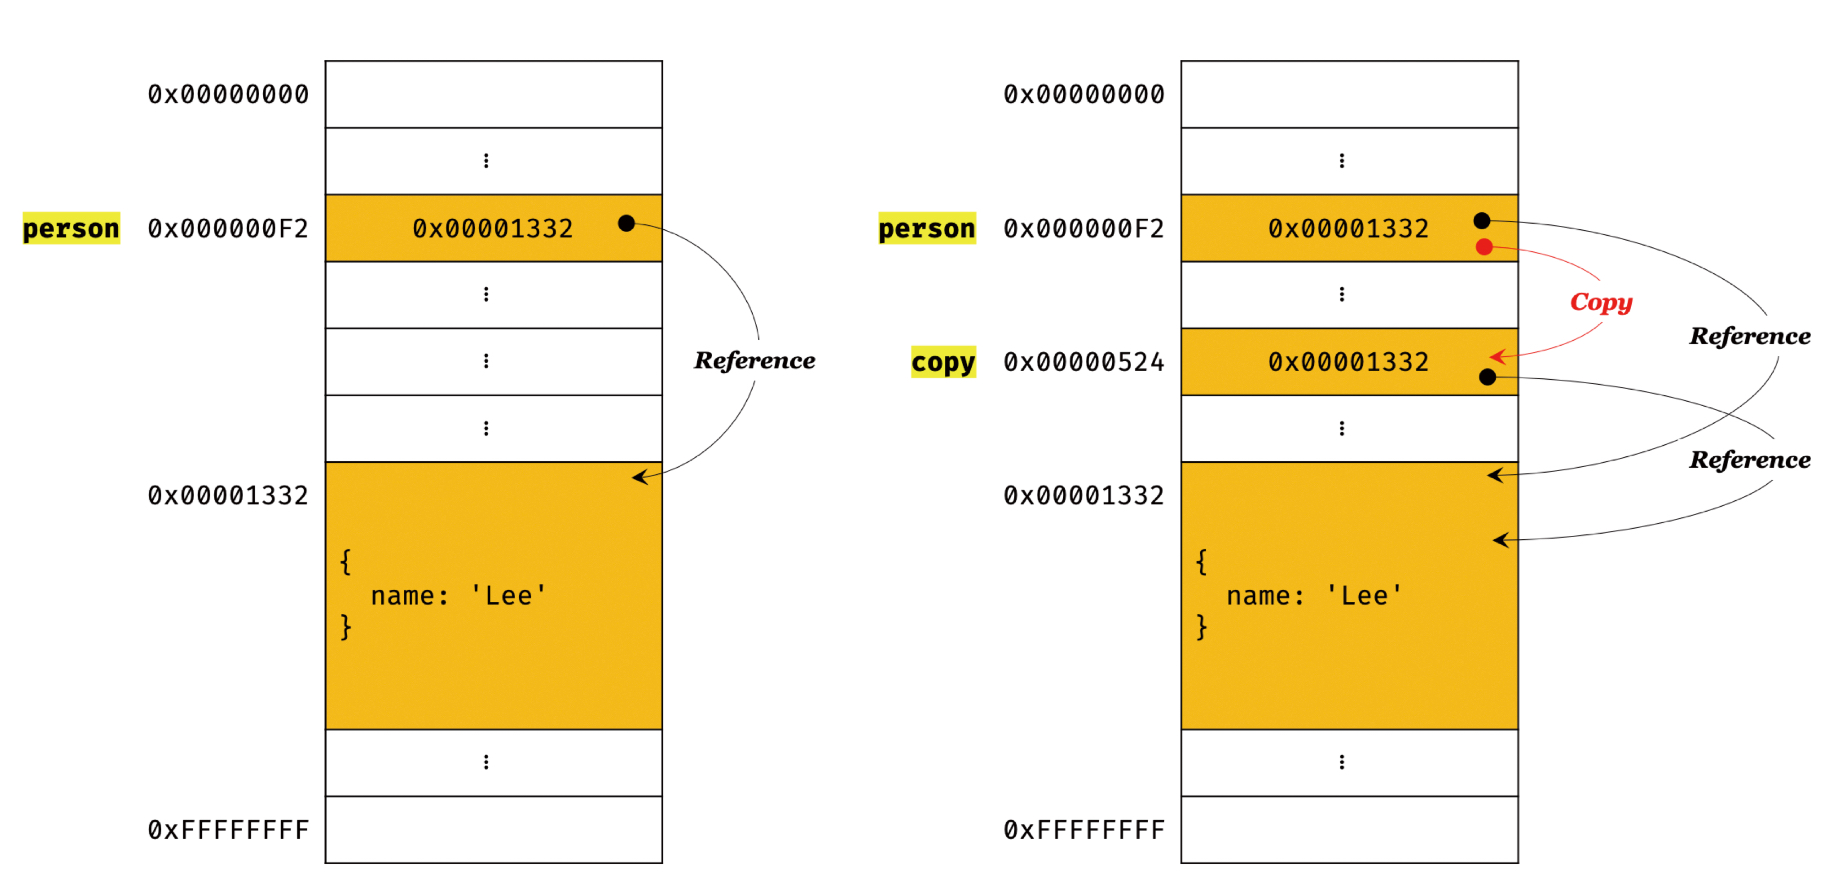 0x00000000
⋮
person 0x000000F2 0x00001332
⋮
⋮
Reference
⋮
0x00001332
{
name: 'Lee'
}
⋮
0xFFFFFFFF
0x00000000
⋮
person 0x000000F2 0x00001332
⋮
Copy
Reference
copy 0x00000524 0x00001332
⋮
Reference
0x00001332
{
name: 'Lee'
}
⋮
0xFFFFFFFF